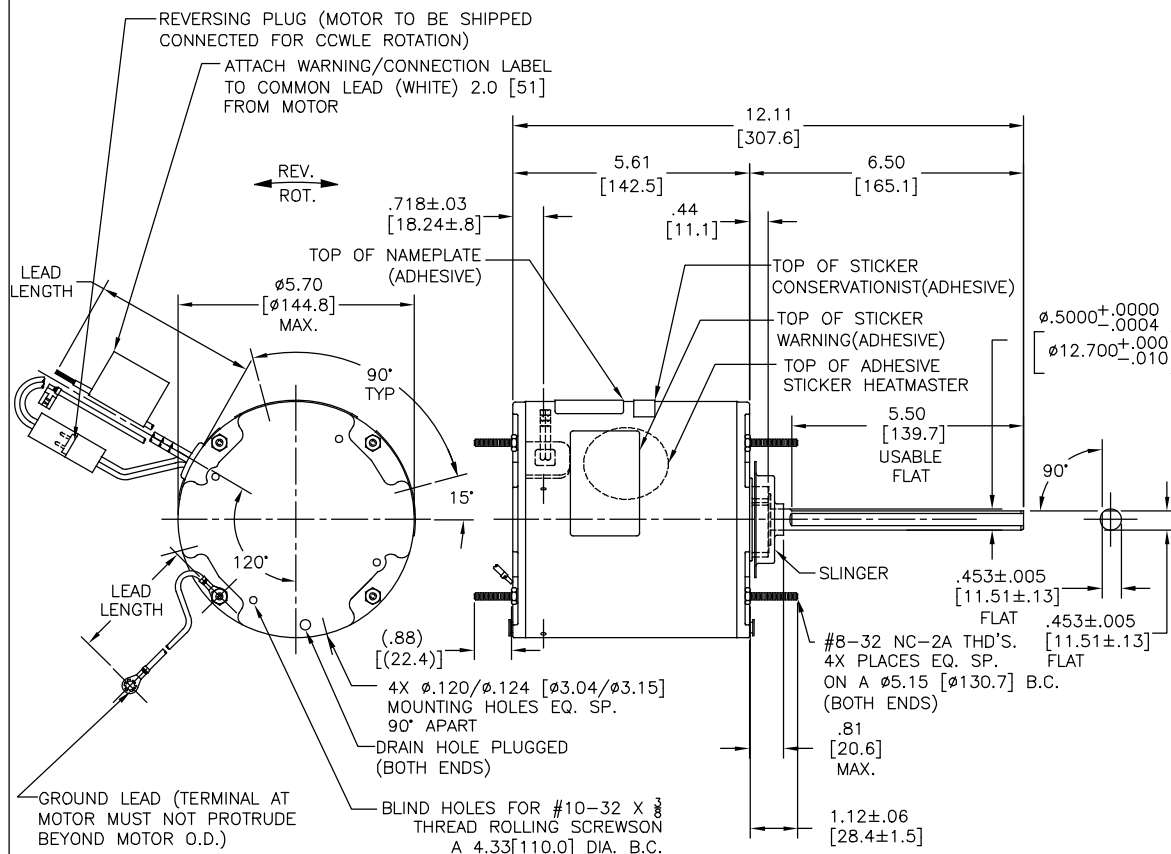 REVERSING PLUG (MOTOR TO BE SHIPPED
CONNECTED FOR CCWLE ROTATION)
ATTACH WARNING/CONNECTION LABEL
TO COMMON LEAD (WHITE) 2.0 [51]
FROM MOTOR
REV.
ROT.
12.11
[307.6]
5.61
[142.5]
6.50
[165.1]
.718±.03
[18.24±.8]
.44
[11.1]
TOP OF NAMEPLATE
(ADHESIVE)
TOP OF STICKER
CONSERVATIONIST(ADHESIVE)
TOP OF STICKER
WARNING(ADHESIVE)
TOP OF ADHESIVE
STICKER HEATMASTER
LEAD
LENGTH
ø5.70
[ø144.8]
MAX.
90°
TYP
15°
120°
ø.5000+.0000
-.0004
[ø12.700+.000
-.010]
5.50
[139.7]
USABLE
FLAT
90°
SLINGER
.453±.005
[11.51±.13]
FLAT
.453±.005
[11.51±.13]
FLAT
LEAD
LENGTH
(.88)
[(22.4)]
4X ø.120/ø.124 [ø3.04/ø3.15]
MOUNTING HOLES EQ. SP.
90° APART
DRAIN HOLE PLUGGED
(BOTH ENDS)
#8-32 NC-2A THD'S.
4X PLACES EQ. SP.
ON A ø5.15 [ø130.7] B.C.
(BOTH ENDS)
.81
[20.6]
MAX.
1.12±.06
[28.4±1.5]
GROUND LEAD (TERMINAL AT
MOTOR MUST NOT PROTRUDE
BEYOND MOTOR O.D.)
BLIND HOLES FOR #10-32 X 3/8
THREAD ROLLING SCREWSON
A 4.33[110.0] DIA. B.C.